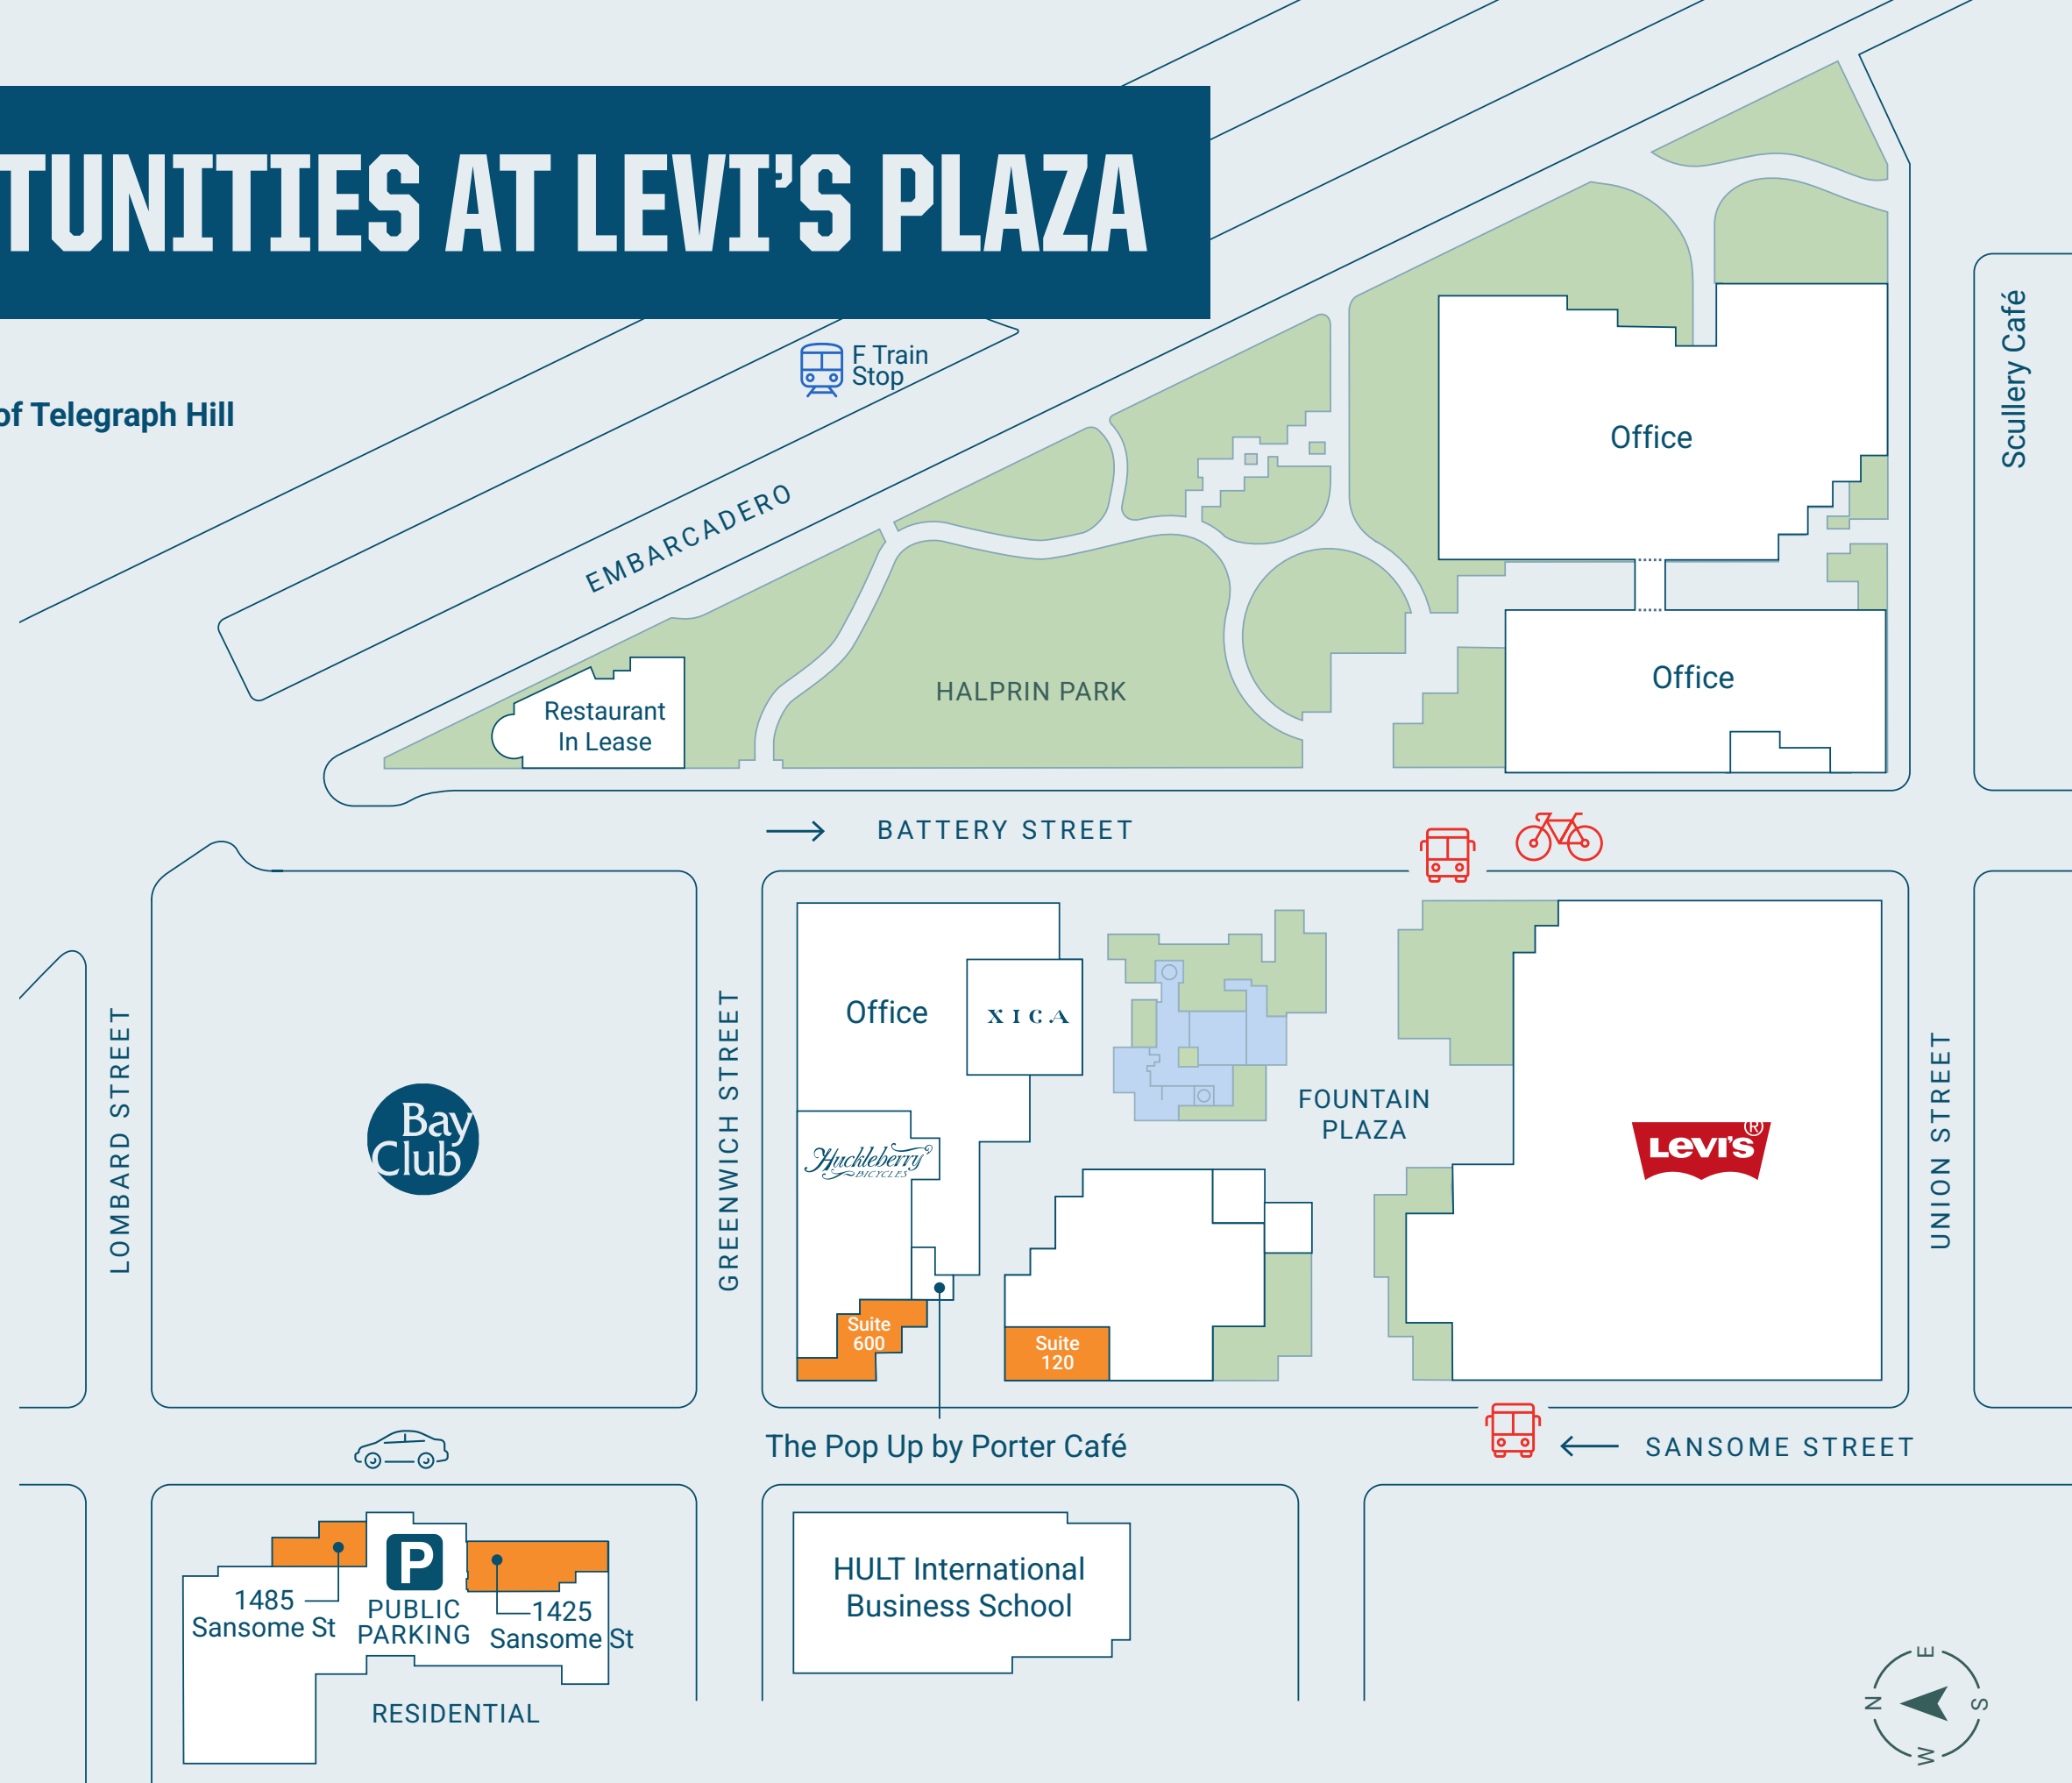 TUNITIES AT LEVI'S PLAZA
of Telegraph Hill
F Train
Stop
EMBARCADERO
Scullery Café
Office
Office
Restaurant
In Lease
HALPRIN PARK
BATTERY STREET
LOMBARD STREET
Bay
Club
GREENWICH STREET
Office
XICA
Huckleberry
BICYCLES
FOUNTAIN
PLAZA
LEVI'S®
UNION STREET
Suite
600
Suite
120
The Pop Up by Porter Café
SANSOME STREET
1485
Sansome St
P
PUBLIC
PARKING
1425
Sansome St
RESIDENTIAL
HULT International
Business School
E
N
S
W